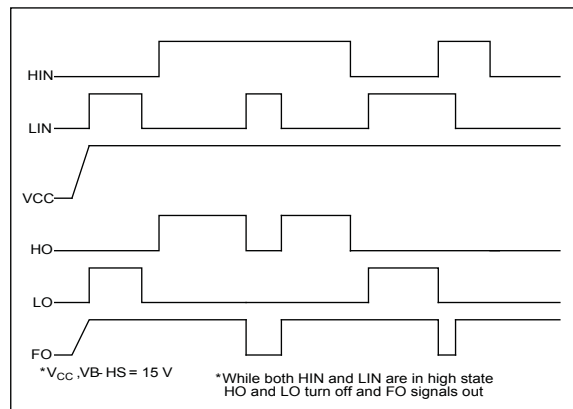 HIN
LIN
VCC
HO
LO
FO
*VCC ,VB- HS = 15 V
*While both HIN and LIN are in high state
HO and LO turn off and FO signals out